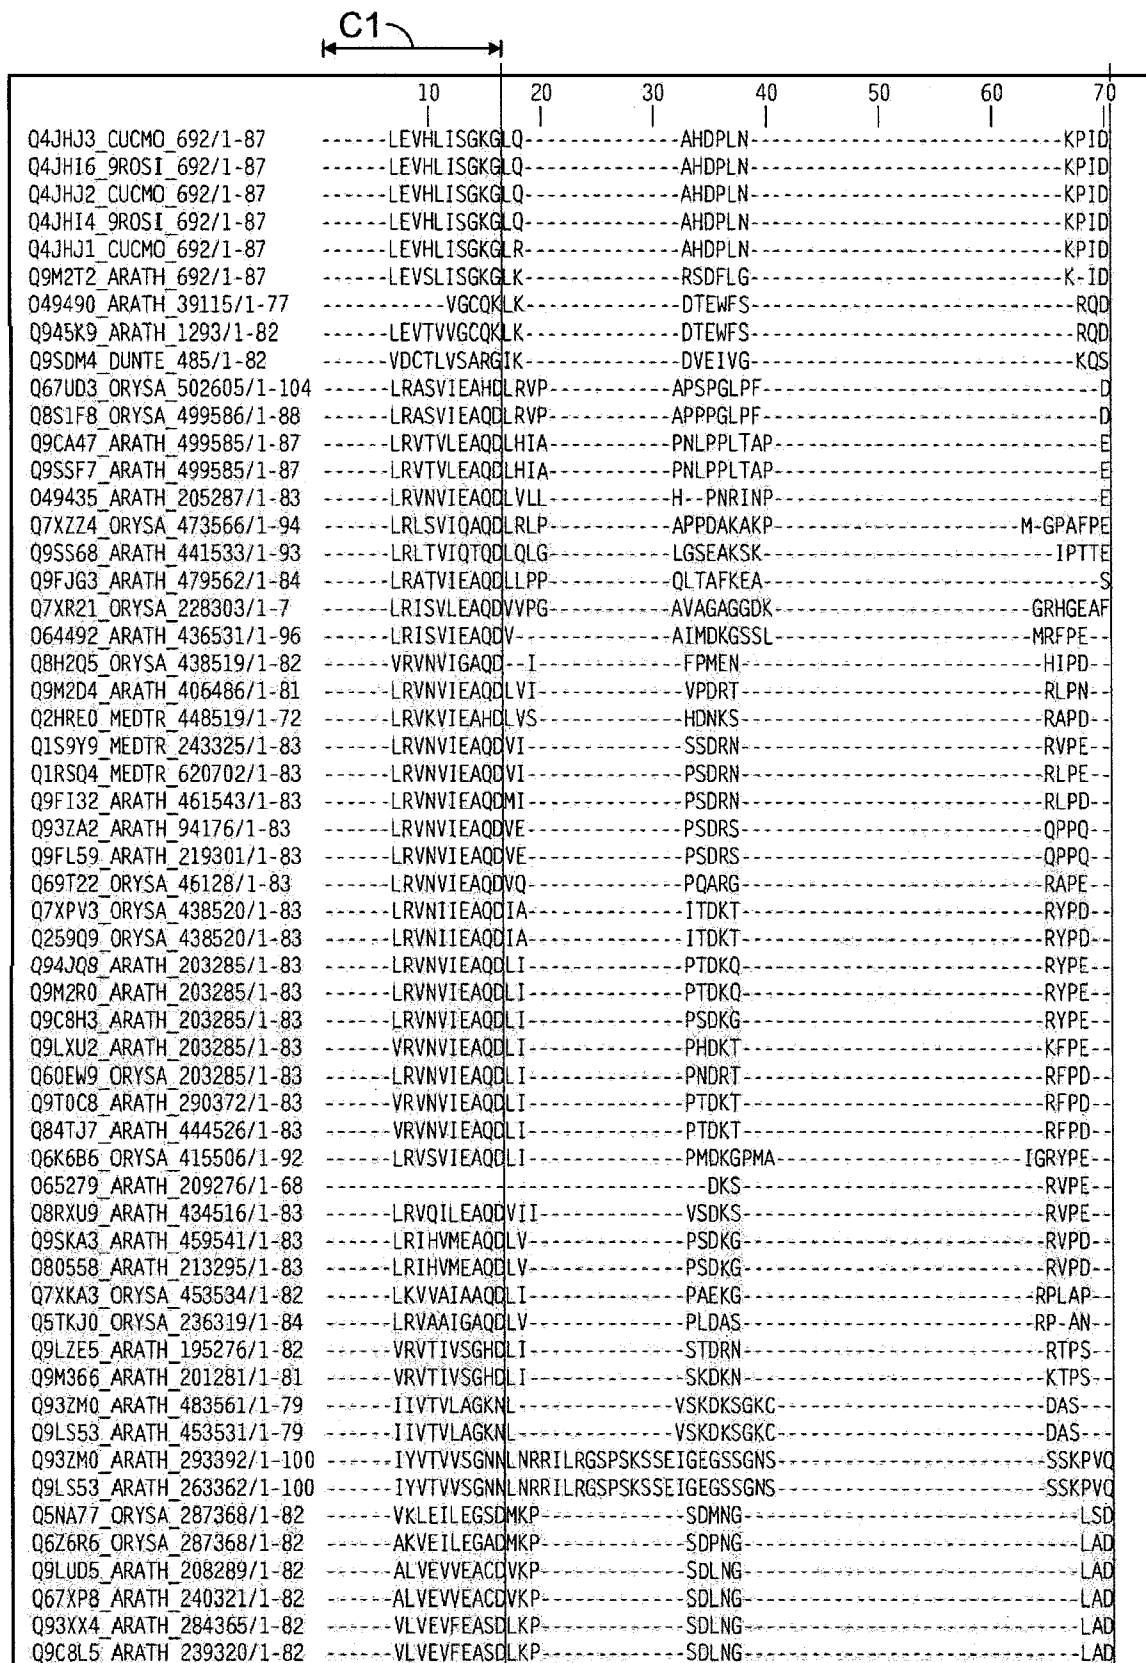 C1
10 20 30 40 50 60 70
Q4JHJ3_CUCMO_692/1-87 ------LEVHLISGKGLQ--------------AHDPLN----------------------------KPID
Q4JHI6_9ROSI_692/1-87 ------LEVHLISGKGLQ--------------AHDPLN----------------------------KPID
Q4JHJ2_CUCMO_692/1-87 ------LEVHLISGKGLQ--------------AHDPLN----------------------------KPID
Q4JHI4_9ROSI_692/1-87 ------LEVHLISGKGLQ--------------AHDPLN----------------------------KPID
Q4JHJ1_CUCMO_692/1-87 ------LEVHLISGKGLR--------------AHDPLN----------------------------KPID
Q9M2T2_ARATH_692/1-87 ------LEVSLISGKGLK--------------RSDFLG----------------------------K-ID
O49490_ARATH_39115/1-77 -----------VGCQKLK--------------DTEWFS-----------------------------RQD
Q945K9_ARATH_1293/1-82 ------LEVTVVGCQKLK--------------DTEWFS-----------------------------RQD
Q9SDM4_DUNTE_485/1-82 ------VDCTLVSARGIK--------------DVEIVG-----------------------------KQS
Q67UD3_ORYSA_502605/1-104 ------LRASVIEAHDLRVP-----------APSPGLPF------------------------------D
Q8S1F8_ORYSA_499586/1-88 ------LRASVIEAQDLRVP-----------APPPGLPF------------------------------D
Q9CA47_ARATH_499585/1-87 ------LRVTVLEAQDLHIA-----------PNLPPLTAP-----------------------------E
Q9SSF7_ARATH_499585/1-87 ------LRVTVLEAQDLHIA-----------PNLPPLTAP-----------------------------E
O49435_ARATH_205287/1-83 ------LRVNVIEAQDLVLL-----------H--PNRINP-----------------------------E
Q7XZZ4_ORYSA_473566/1-94 ------LRLSVIQAQDLRLP-----------APPDAKAKP----------------------M-GPAFPE
Q9SS68_ARATH_441533/1-93 ------LRLTVIQTQDLQLG-----------LGSEAKSK--------------------------IPTTE
Q9FJG3_ARATH_479562/1-84 ------LRATVIEAQDLLPP-----------QLTAFKEA------------------------------S
Q7XR21_ORYSA_228303/1-7 ------LRISVLEAQDVVPG-----------AVAGAGGDK-----------------------GRHGEAF
O64492_ARATH_436531/1-96 ------LRISVIEAQDV--------------AIMDKGSSL-----------------------MRFPE--
Q8H2Q5_ORYSA_438519/1-82 ------VRVNVIGAQD--I-------------FPMEN---------------------------HIPD--
Q9M2D4_ARATH_406486/1-81 ------LRVNVIEAQDLVI-------------VPDRT---------------------------RLPN--
Q2HRE0_MEDTR_448519/1-72 ------LRVKVIEAHDLVS-------------HDNKS---------------------------RAPD--
Q1S9Y9_MEDTR_243325/1-83 ------LRVNVIEAQDVI--------------SSDRN---------------------------RVPE--
Q1RSQ4_MEDTR_620702/1-83 ------LRVNVIEAQDVI--------------PSDRN---------------------------RLPE--
Q9FI32_ARATH_461543/1-83 ------LRVNVIEAQDMI--------------PSDRN---------------------------RLPD--
Q93ZA2_ARATH_94176/1-83 ------LRVNVIEAQDVE--------------PSDRS---------------------------QPPQ--
Q9FL59_ARATH_219301/1-83 ------LRVNVIEAQDVE--------------PSDRS---------------------------QPPQ--
Q69T22_ORYSA_46128/1-83 ------LRVNVIEAQDVQ--------------PQARG---------------------------RAPE--
Q7XPV3_ORYSA_438520/1-83 ------LRVNIIEAQDIA--------------ITDKT---------------------------RYPD--
Q259Q9_ORYSA_438520/1-83 ------LRVNIIEAQDIA--------------ITDKT---------------------------RYPD--
Q94JQ8_ARATH_203285/1-83 ------LRVNVIEAQDLI--------------PTDKQ---------------------------RYPE--
Q9M2R0_ARATH_203285/1-83 ------LRVNVIEAQDLI--------------PTDKQ---------------------------RYPE--
Q9C8H3_ARATH_203285/1-83 ------LRVNVIEAQDLI--------------PSDKG---------------------------RYPE--
Q9LXU2_ARATH_203285/1-83 ------VRVNVIEAQDLI--------------PHDKT---------------------------KFPE--
Q60EW9_ORYSA_203285/1-83 ------LRVNVIEAQDLI--------------PNDRT---------------------------RFPD--
Q9T0C8_ARATH_290372/1-83 ------VRVNVIEAQDLI--------------PTDKT---------------------------RFPD--
Q84TJ7_ARATH_444526/1-83 ------VRVNVIEAQDLI--------------PTDKT---------------------------RFPD--
Q6K6B6_ORYSA_415506/1-92 ------LRVSVIEAQDLI--------------PMDKGPMA----------------------IGRYPE--
O65279_ARATH_209276/1-68 ----------------------------------DKS---------------------------RVPE--
Q8RXU9_ARATH_434516/1-83 ------LRVQILEAQDVII-------------VSDKS---------------------------RVPE--
Q9SKA3_ARATH_459541/1-83 ------LRIHVMEAQDLV--------------PSDKG---------------------------RVPD--
O80558_ARATH_213295/1-83 ------LRIHVMEAQDLV--------------PSDKG---------------------------RVPD--
Q7XKA3_ORYSA_453534/1-82 ------LKVVAIAAQDLI--------------PAEKG--------------------------RPLAP--
Q5TKJ0_ORYSA_236319/1-84 ------LRVAAIGAQDLV--------------PLDAS--------------------------RP-AN--
Q9LZE5_ARATH_195276/1-82 ------VRVTIVSGHDLI--------------STDRN---------------------------RTPS--
Q9M366_ARATH_201281/1-81 ------VRVTIVSGHDLI--------------SKDKN---------------------------KTPS--
Q93ZM0_ARATH_483561/1-79 ------IIVTVLAGKNL--------------VSKDKSGKC------------------------DAS---
Q9LS53_ARATH_453531/1-79 ------IIVTVLAGKNL--------------VSKDKSGKC------------------------DAS---
Q93ZM0_ARATH_293392/1-100 ------IYVTVVSGNNLNRRILRGSPSKSSEIGEGSSGNS------------------------SSKPVQ
Q9LS53_ARATH_263362/1-100 ------IYVTVVSGNNLNRRILRGSPSKSSEIGEGSSGNS------------------------SSKPVQ
Q5NA77_ORYSA_287368/1-82 ------VKLEILEGSDMKP-------------SDMNG------------------------------LSD
Q6Z6R6_ORYSA_287368/1-82 ------AKVEILEGADMKP-------------SDPNG------------------------------LAD
Q9LUD5_ARATH_208289/1-82 ------ALVEVVEACDVKP-------------SDLNG------------------------------LAD
Q67XP8_ARATH_240321/1-82 ------ALVEVVEACDVKP-------------SDLNG------------------------------LAD
Q93XX4_ARATH_284365/1-82 ------VLVEVFEASDLKP-------------SDLNG------------------------------LAD
Q9C8L5_ARATH_239320/1-82 ------VLVEVFEASDLKP-------------SDLNG------------------------------LAD